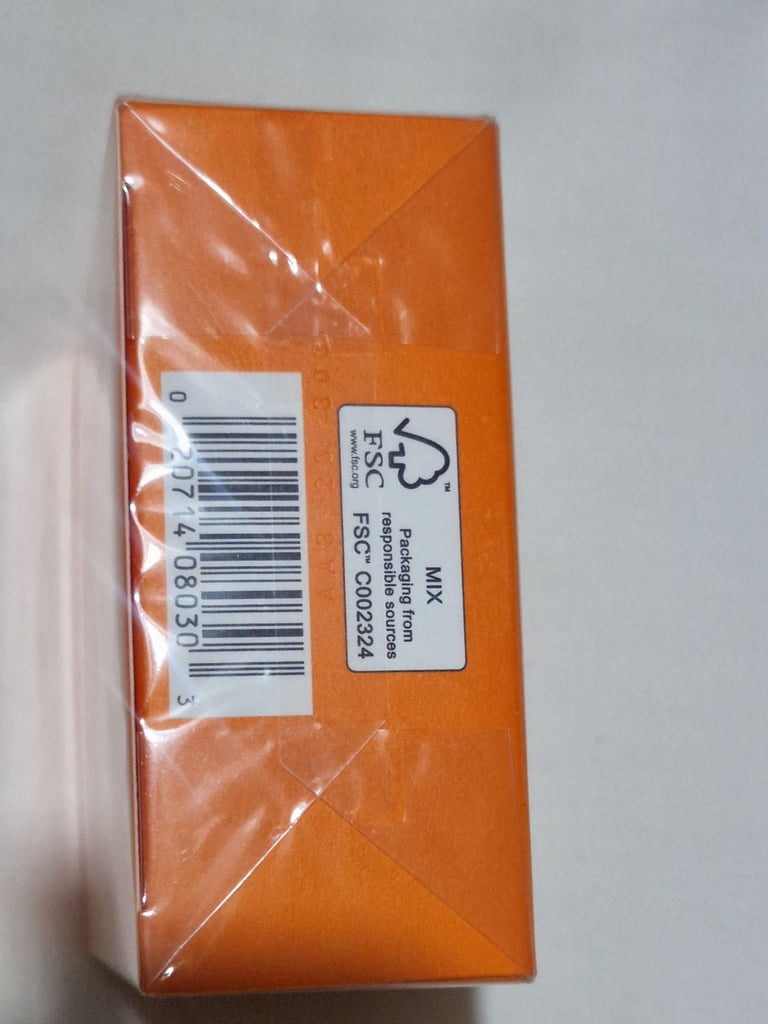 FSC
www.fsc.org
MIX
Packaging from
responsible sources
FSC™ C002324
0 20714 08030 3